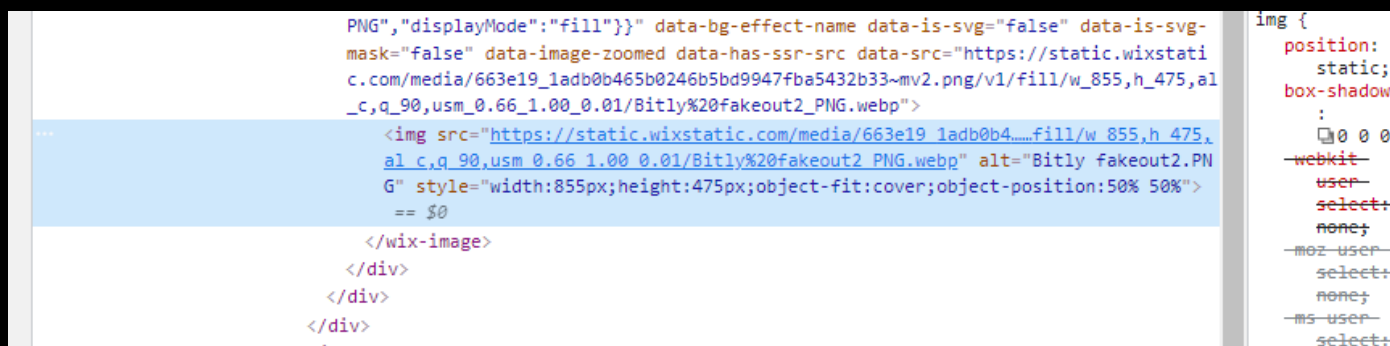 PNG","displayMode":"fill"}}" data-bg-effect-name data-is-svg="false" data-is-svg-
mask="false" data-image-zoomed data-has-ssr-src data-src="https://static.wixstati
c.com/media/663e19_1adb0b465b0246b5bd9947fba5432b33~mv2.png/v1/fill/w_855,h_475,al
_c,q_90,usm_0.66_1.00_0.01/Bitly%20fakeout2_PNG.webp">
<img src="https://static.wixstatic.com/media/663e19_1adb0b4……fill/w_855,h_475,
al_c,q_90,usm_0.66_1.00_0.01/Bitly%20fakeout2_PNG.webp" alt="Bitly fakeout2.PN
G" style="width:855px;height:475px;object-fit:cover;object-position:50% 50%">
== $0
</wix-image>
</div>
</div>
</div>
img {
position:
static;
box-shadow
:
0 0 0
-webkit-
user-
select:
none;
-moz-user-
select:
none;
-ms-user-
select: